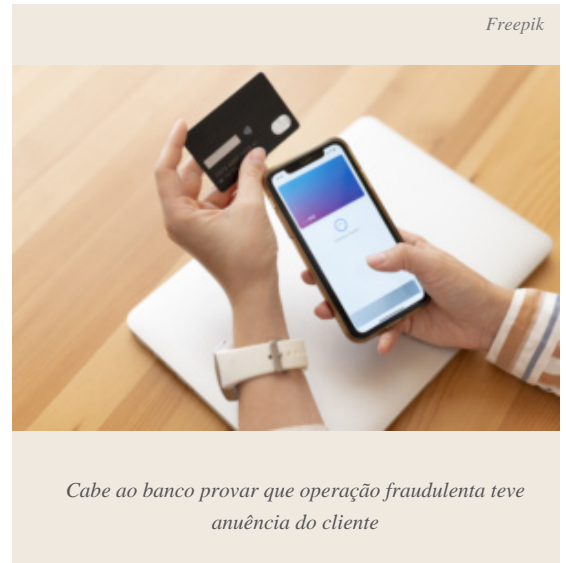 Freepik
Cabe ao banco provar que operação fraudulenta teve
anuência do cliente